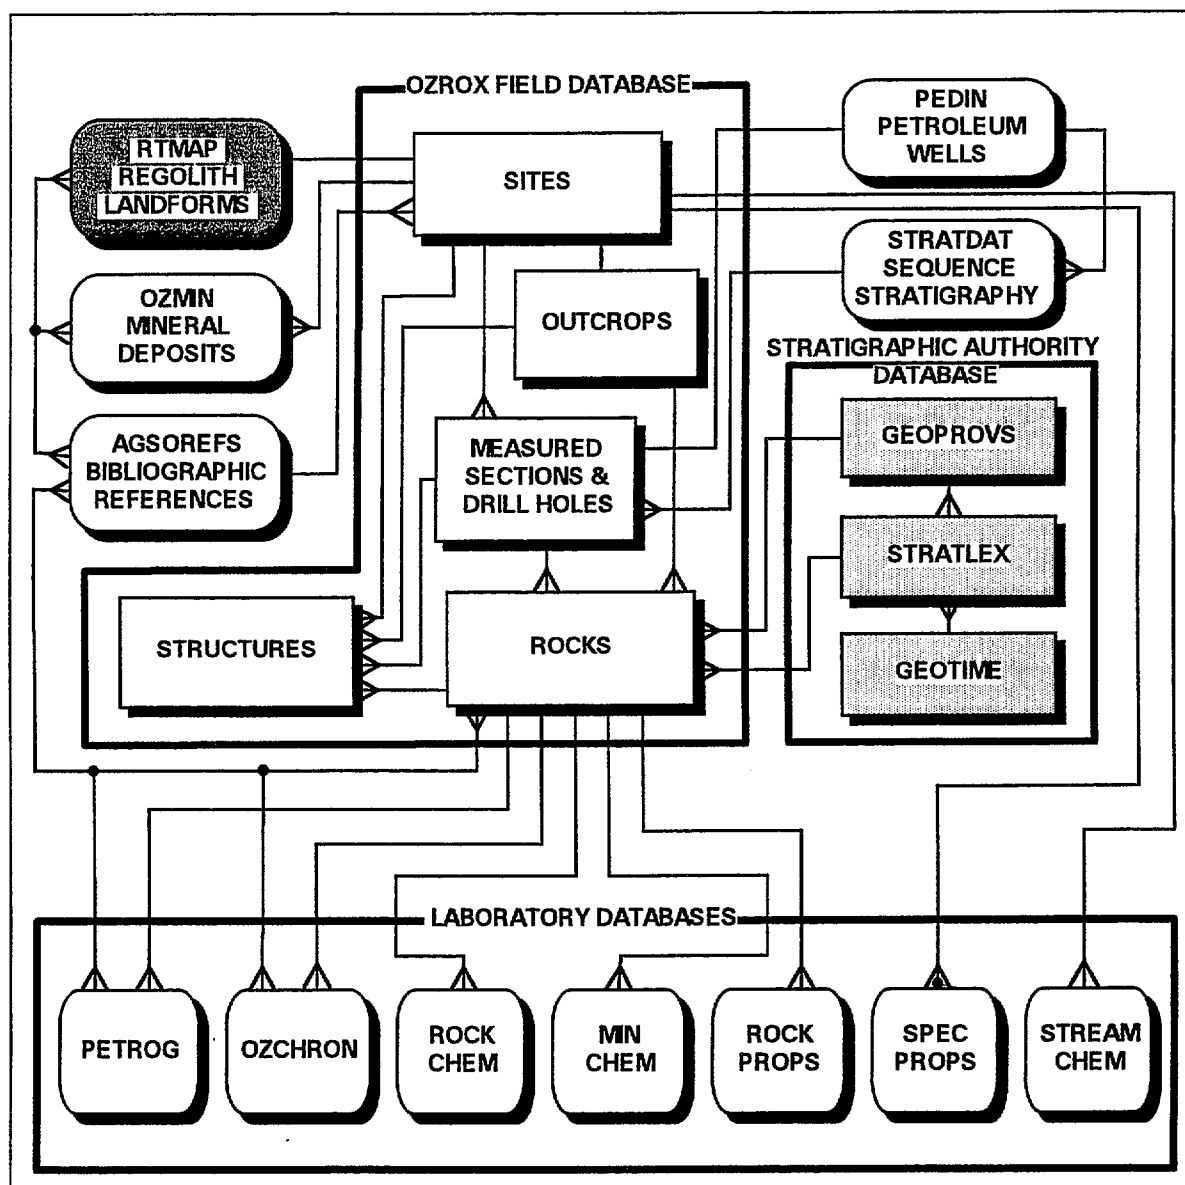 OZROX FIELD DATABASE
RTMAP
REGOLITH
LANDFORMS
SITES
PEDIN
PETROLEUM
WELLS
OZMIN
MINERAL
DEPOSITS
OUTCROPS
STRATDAT
SEQUENCE
STRATIGRAPHY
STRATIGRAPHIC AUTHORITY
DATABASE
AGSOREFS
BIBLIOGRAPHIC
REFERENCES
MEASURED
SECTIONS &
DRILL HOLES
GEOPROVS
STRATLEX
GEOTIME
STRUCTURES
ROCKS
LABORATORY DATABASES
PETROG
OZCHRON
ROCK
CHEM
MIN
CHEM
ROCK
PROPS
SPEC
PROPS
STREAM
CHEM